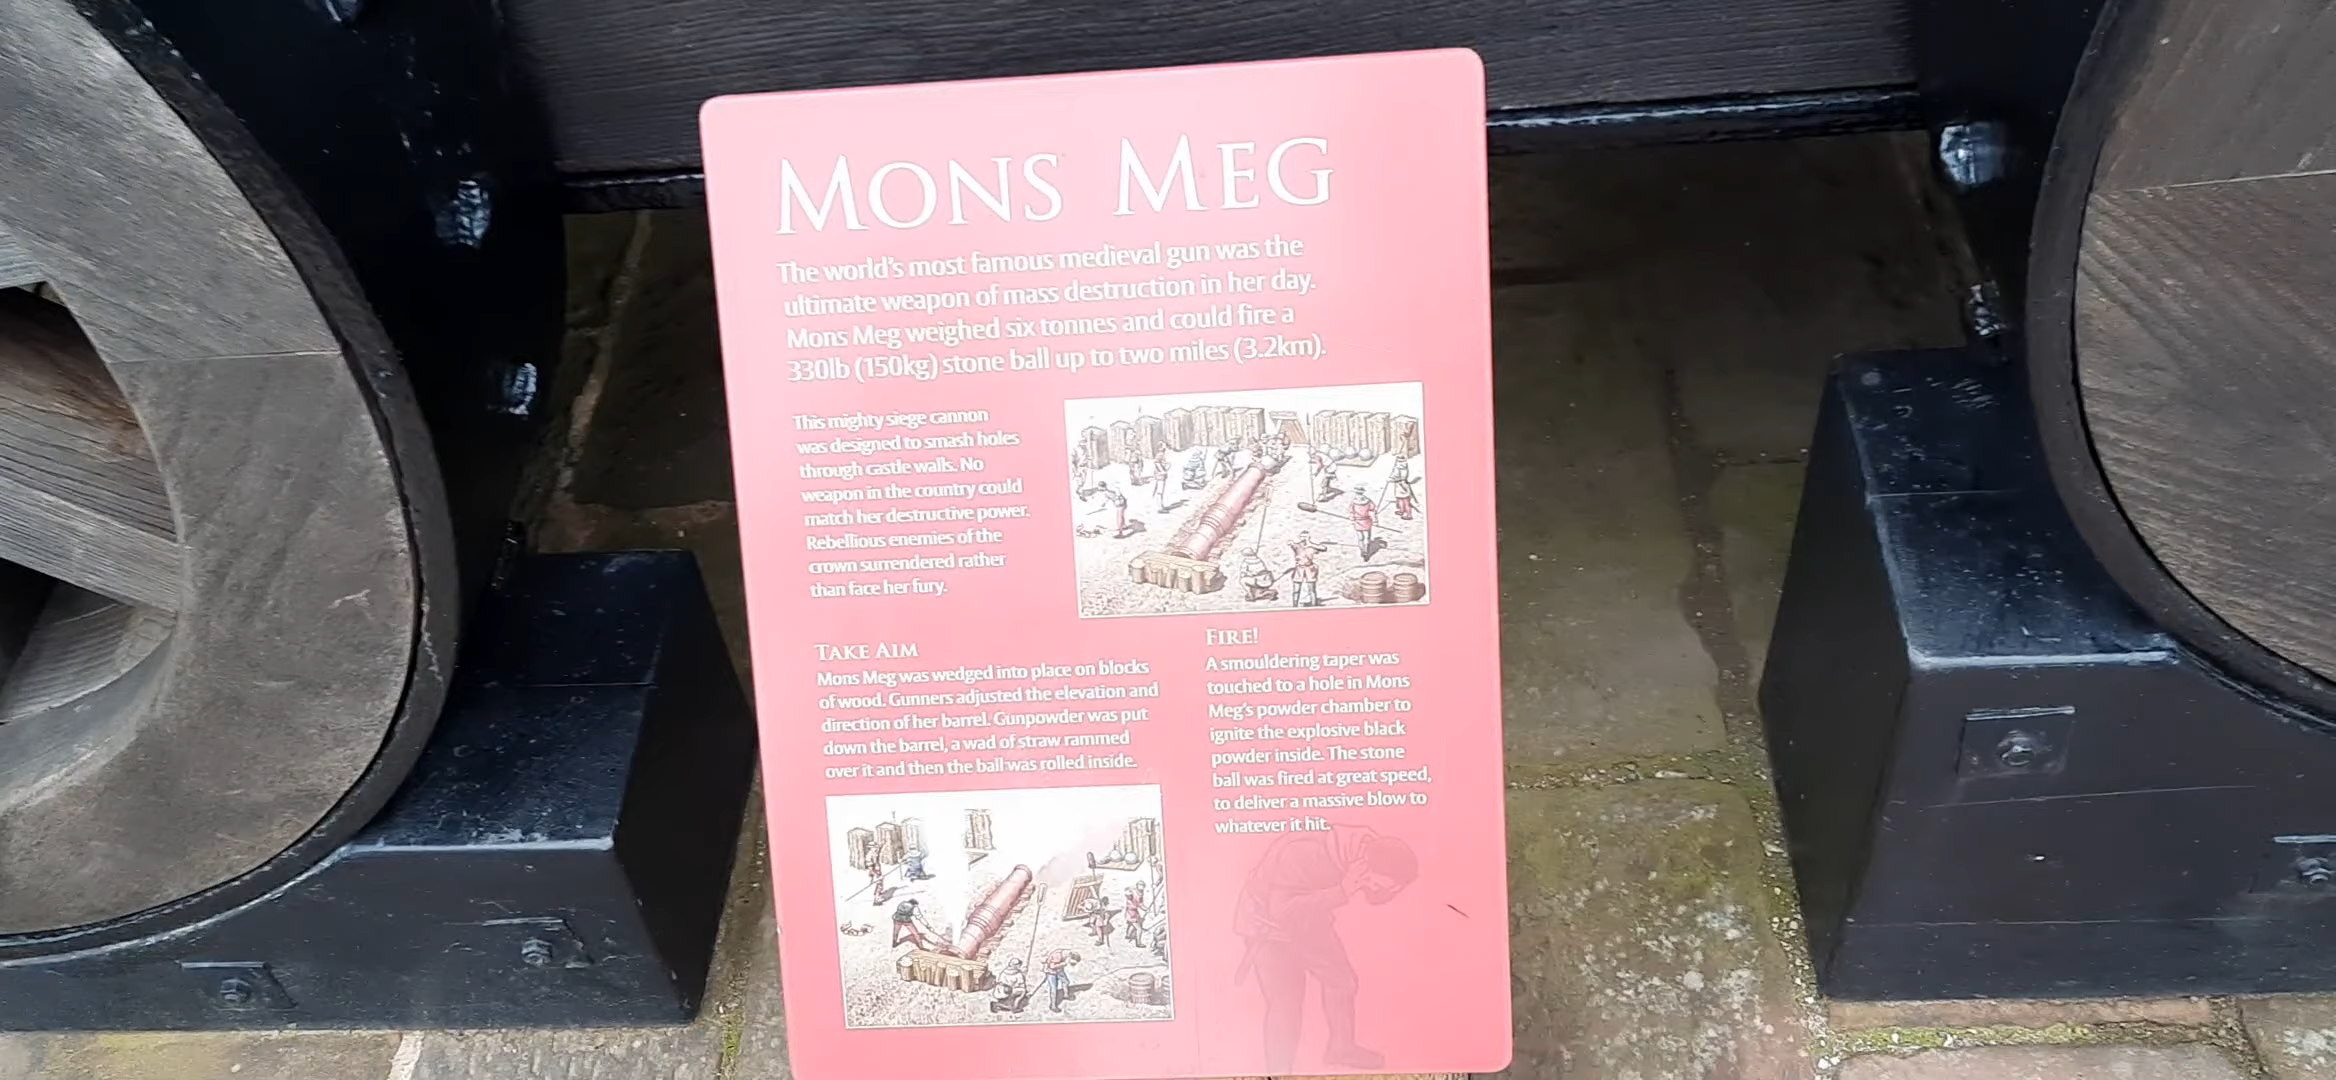 MONS MEG
The world's most famous medieval gun was the
ultimate weapon of mass destruction in her day.
Mons Meg weighed six tonnes and could fire a
330lb (150kg) stone ball up to two miles (3.2km).
This mighty siege cannon
was designed to smash holes
through castle walls. No
weapon in the country could
match her destructive power.
Rebellious enemies of the
crown surrendered rather
than face her fury.
TAKE AIM
Mons Meg was wedged into place on blocks
of wood. Gunners adjusted the elevation and
direction of her barrel. Gunpowder was put
down the barrel, a wad of straw rammed
over it and then the ball was rolled inside.
FIRE!
A smouldering taper was
touched to a hole in Mons
Meg's powder chamber to
ignite the explosive black
powder inside. The stone
ball was fired at great speed,
to deliver a massive blow to
whatever it hit.